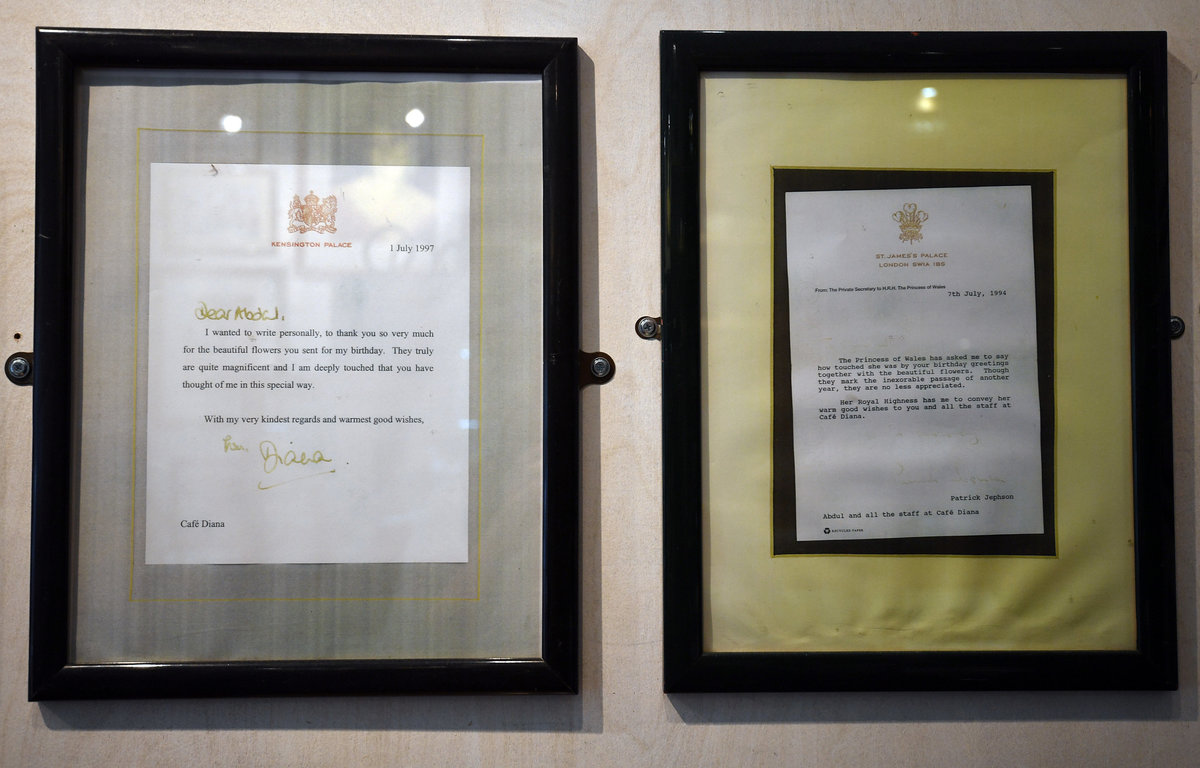 KENSINGTON PALACE
1 July 1997
Dear Abdul,
I wanted to write personally, to thank you so very much
for the beautiful flowers you sent for my birthday. They truly
are quite magnificent and I am deeply touched that you have
thought of me in this special way.
With my very kindest regards and warmest good wishes,
from Diana.
Café Diana
ST. JAMES'S PALACE
LONDON SW1A 1BS
From: The Private Secretary to H.R.H. The Princess of Wales
7th July, 1994
The Princess of Wales has asked me to say
how touched she was by your birthday greetings
together with the beautiful flowers. Though
they mark the inexorable passage of another
year, they are no less appreciated.
Her Royal Highness has me to convey her
warm good wishes to you and all the staff at
Café Diana.
Patrick Jephson
Abdul and all the staff at Café Diana
RECYCLED PAPER